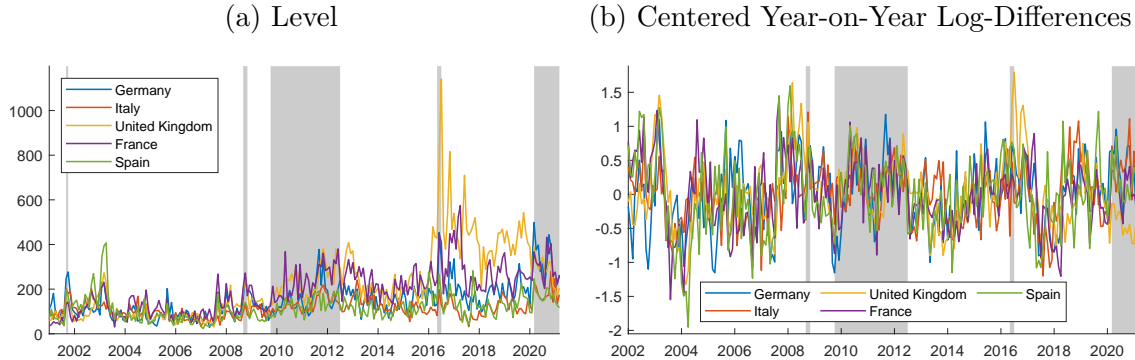 (a) Level
1000
800
600
400
200
0
Germany
Italy
United Kingdom
France
Spain
2002 2004 2006 2008 2010 2012 2014 2016 2018 2020
(b) Centered Year-on-Year Log-Differences
1.5
1
0.5
0
-0.5
-1
-1.5
-2
Germany United Kingdom Spain
Italy France
2002 2004 2006 2008 2010 2012 2014 2016 2018 2020